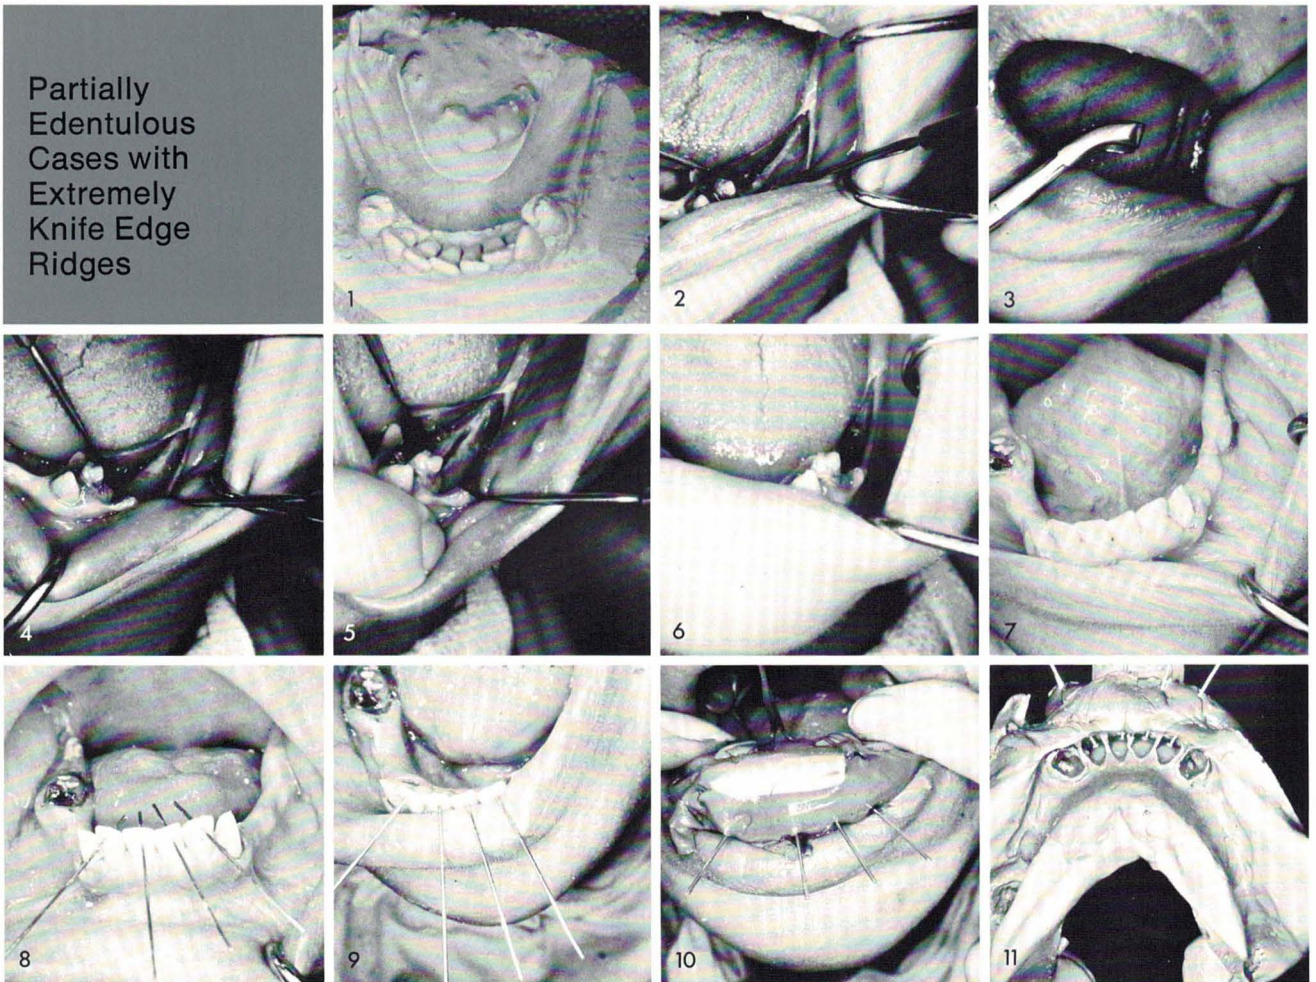 Partially
Edentulous
Cases with
Extremely
Knife Edge
Ridges
1
2
3
4
5
6
7
8
9
10
11